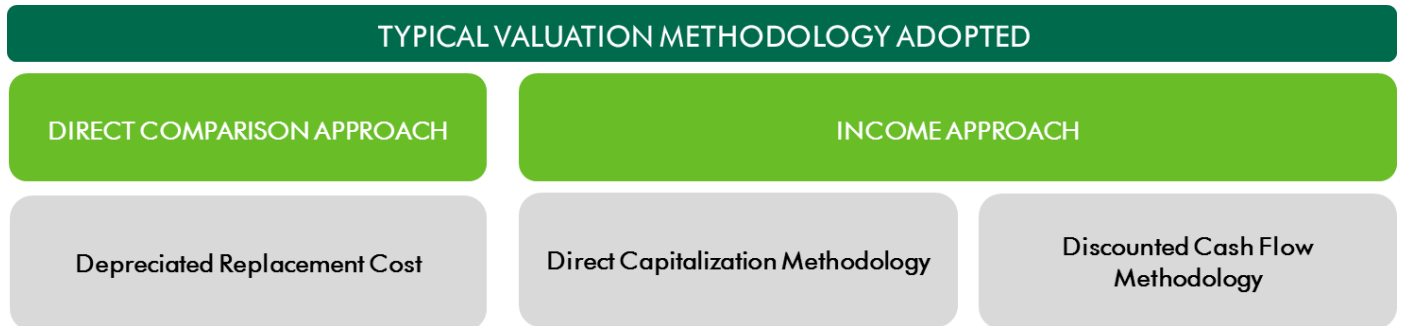 TYPICAL VALUATION METHODOLOGY ADOPTED
DIRECT COMPARISON APPROACH
INCOME APPROACH
Depreciated Replacement Cost
Direct Capitalization Methodology
Discounted Cash Flow
Methodology